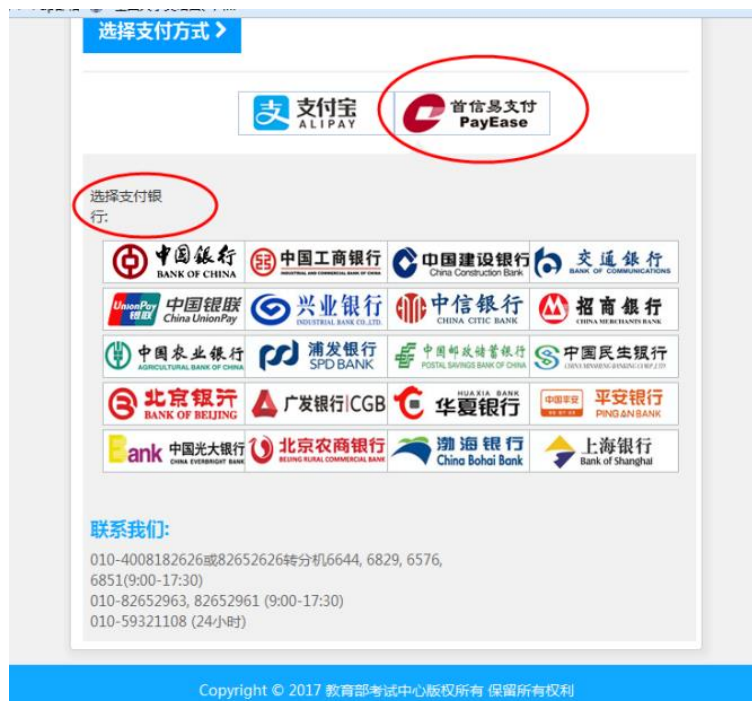 选择支付方式 >
支付宝
ALIPAY
首信易支付
PayEase
选择支付银
行:
中国银行
BANK OF CHINA
中国工商银行
INDUSTRIAL AND COMMERCIAL BANK OF CHINA
中国建设银行
China Construction Bank
交通银行
BANK OF COMMUNICATIONS
UnionPay
银联
中国银联
China UnionPay
兴业银行
INDUSTRIAL BANK CO.,LTD.
中信银行
CHINA CITIC BANK
招商银行
CHINA MERCHANTS BANK
中国农业银行
AGRICULTURAL BANK OF CHINA
浦发银行
SPD BANK
中国邮政储蓄银行
POSTAL SAVINGS BANK OF CHINA
中国民生银行
CHINA MINSHENG BANKING CORP.,LTD
北京银行
BANK OF BEIJING
广发银行|CGB
HUAXIA BANK
华夏银行
中国平安
平安银行
PING AN BANK
Bank
中国光大银行
CHINA EVERBRIGHT BANK
北京农商银行
BEIJING RURAL COMMERCIAL BANK
渤海银行
China Bohai Bank
上海银行
Bank of Shanghai
联系我们:
010-4008182626或82652626转分机6644, 6829, 6576,
6851(9:00-17:30)
010-82652963, 82652961 (9:00-17:30)
010-59321108 (24小时)
Copyright © 2017 教育部考试中心版权所有 保留所有权利